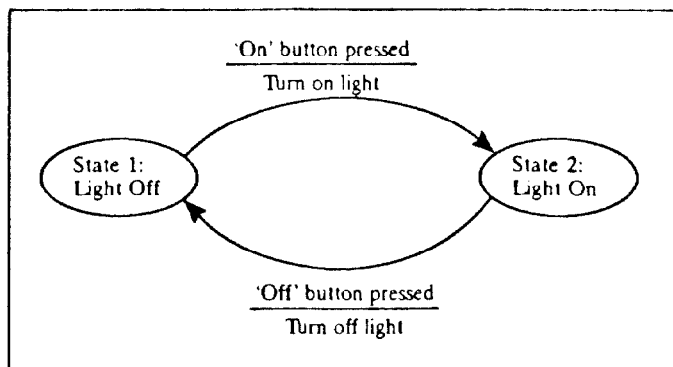 'On' button pressed
Turn on light
State 1:
Light Off
State 2:
Light On
'Off' button pressed
Turn off light